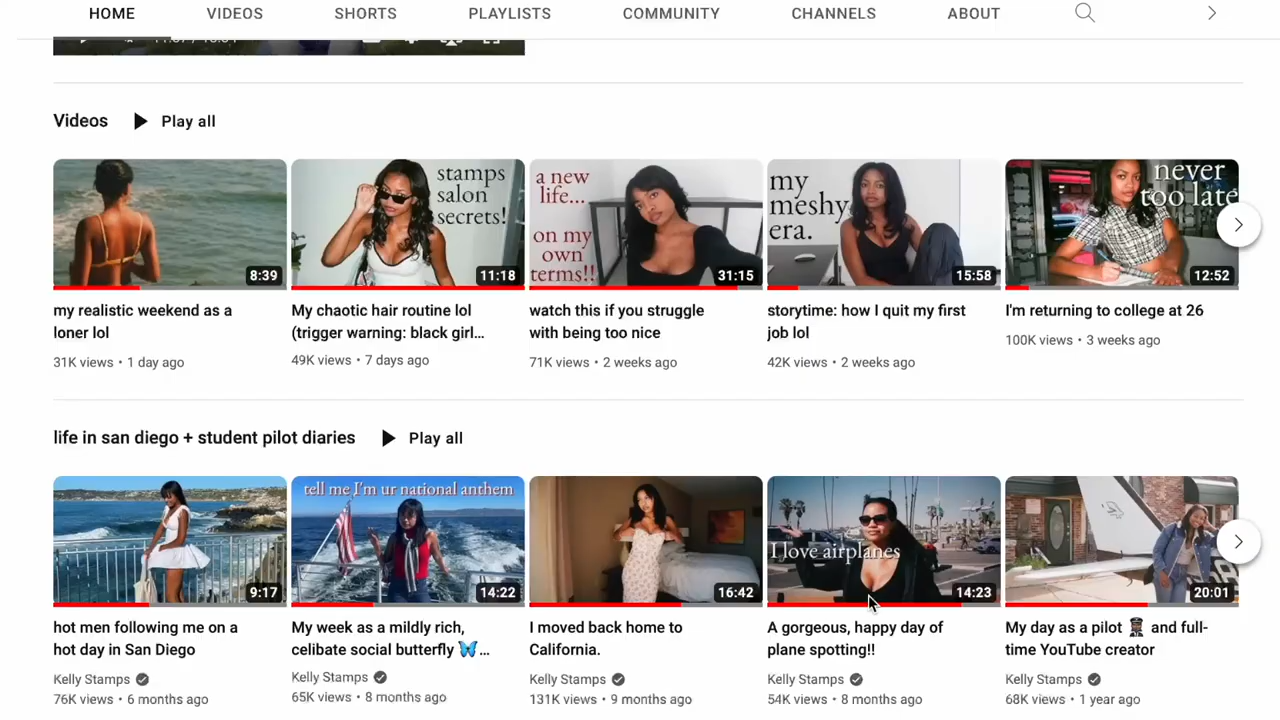 HOME VIDEOS SHORTS PLAYLISTS COMMUNITY CHANNELS ABOUT
Videos Play all
stamps
salon
secrets!
a new
life...
on my
own
terms!!
my
meshy
era.
never
too late
8:39 11:18 31:15 15:58 12:52
my realistic weekend as a
loner lol
31K views • 1 day ago
My chaotic hair routine lol
(trigger warning: black girl...
49K views • 7 days ago
watch this if you struggle
with being too nice
71K views • 2 weeks ago
storytime: how I quit my first
job lol
42K views • 2 weeks ago
I'm returning to college at 26
100K views • 3 weeks ago
life in san diego + student pilot diaries Play all
tell me I'm ur national anthem
I love airplanes
9:17 14:22 16:42 14:23 20:01
hot men following me on a
hot day in San Diego
Kelly Stamps
76K views • 6 months ago
My week as a mildly rich,
celibate social butterfly 🦋...
Kelly Stamps
65K views • 8 months ago
I moved back home to
California.
Kelly Stamps
131K views • 9 months ago
A gorgeous, happy day of
plane spotting!!
Kelly Stamps
54K views • 8 months ago
My day as a pilot 👩🏿‍✈️ and full-
time YouTube creator
Kelly Stamps
68K views • 1 year ago